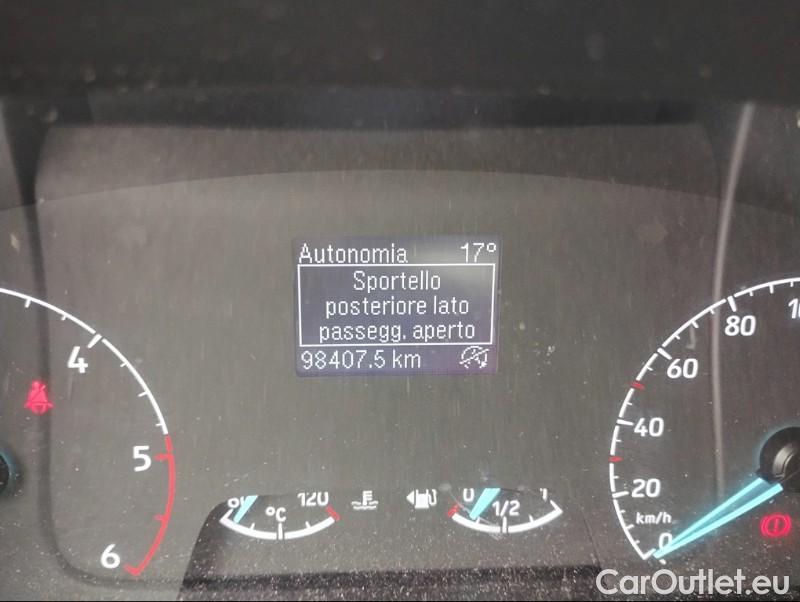 Autonomia 17°
Sportello
posteriore lato
passegg. aperto
98407.5 km
4
5
6
120
°C
0
1/2
1
80
60
40
20
km/h
0
CarOutlet.eu